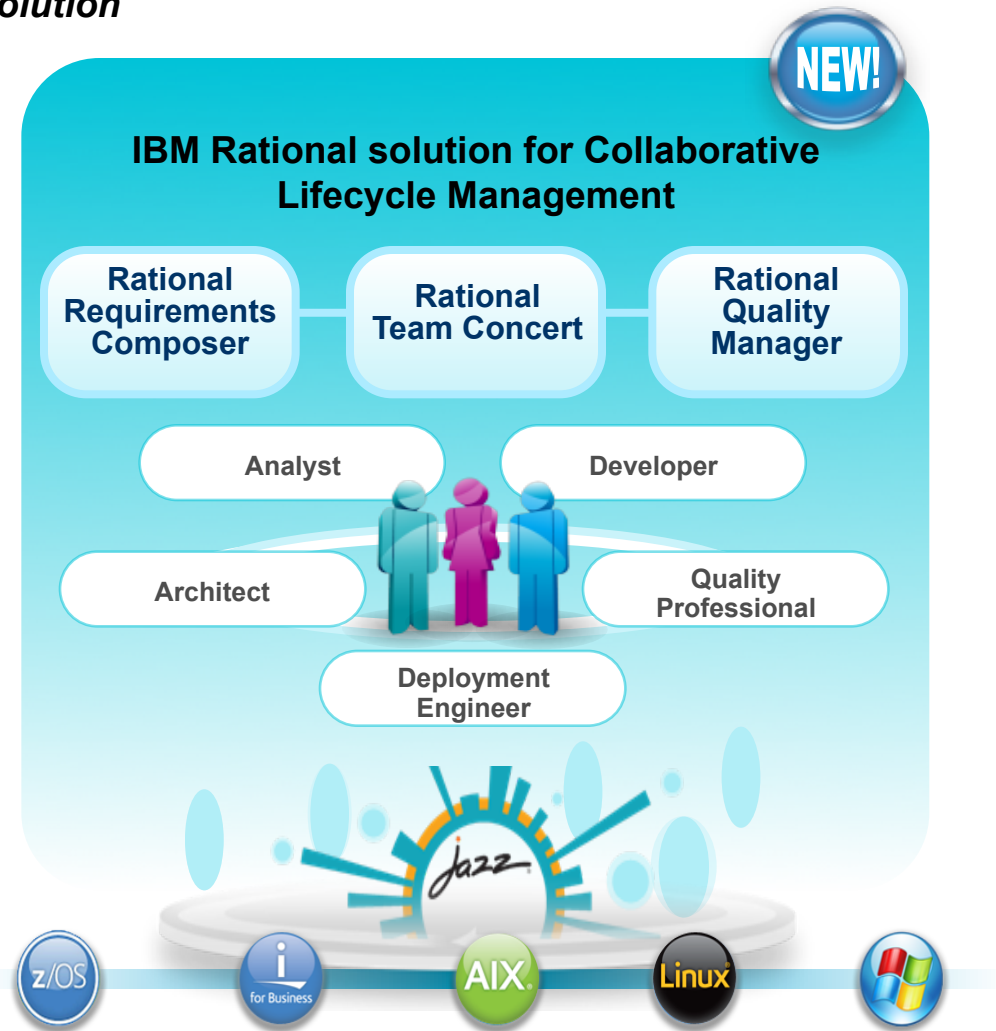 olution
NEW!
IBM Rational solution for Collaborative
Lifecycle Management
Rational
Requirements
Composer
Rational
Team Concert
Rational
Quality
Manager
Analyst
Developer
Architect
Quality
Professional
Deployment
Engineer
jazz
z/OS
i
for Business
AIX
Linux